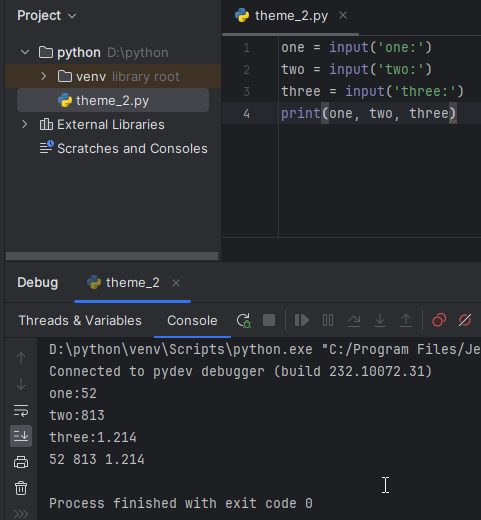 Project
theme_2.py
python D:\python
venv library root
theme_2.py
External Libraries
Scratches and Consoles
1 one = input('one:')
2 two = input('two:')
3 three = input('three:')
4 print(one, two, three)
Debug
theme_2
Threads & Variables
Console
D:\python\venv\Scripts\python.exe "C:/Program Files/Je
Connected to pydev debugger (build 232.10072.31)
one:52
two:813
three:1.214
52 813 1.214
Process finished with exit code 0